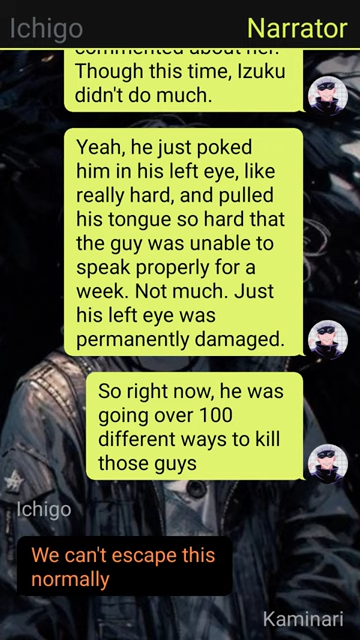 Ichigo
Narrator
commented about her.
Though this time, Izuku
didn't do much.
Yeah, he just poked
him in his left eye, like
really hard, and pulled
his tongue so hard that
the guy was unable to
speak properly for a
week. Not much. Just
his left eye was
permanently damaged.
So right now, he was
going over 100
different ways to kill
those guys
Ichigo
We can't escape this
normally
Kaminari